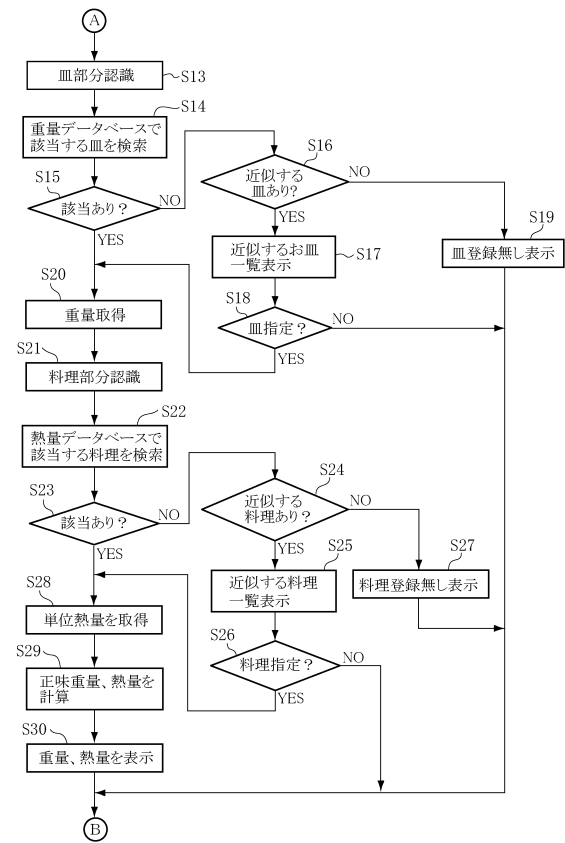 A
皿部分認識
S13
S14
重量データベースで
該当する皿を検索
S15
該当あり？
NO
YES
S16
近似する
皿あり?
NO
YES
S17
近似するお皿
一覧表示
S18
皿指定？
NO
YES
S19
皿登録無し表示
S20
重量取得
S21
料理部分認識
S22
熱量データベースで
該当する料理を検索
S23
該当あり？
NO
YES
S24
近似する
料理あり？
NO
YES
S25
近似する料理
一覧表示
S26
料理指定？
NO
YES
S27
料理登録無し表示
S28
単位熱量を取得
S29
正味重量、熱量を
計算
S30
重量、熱量を表示
B